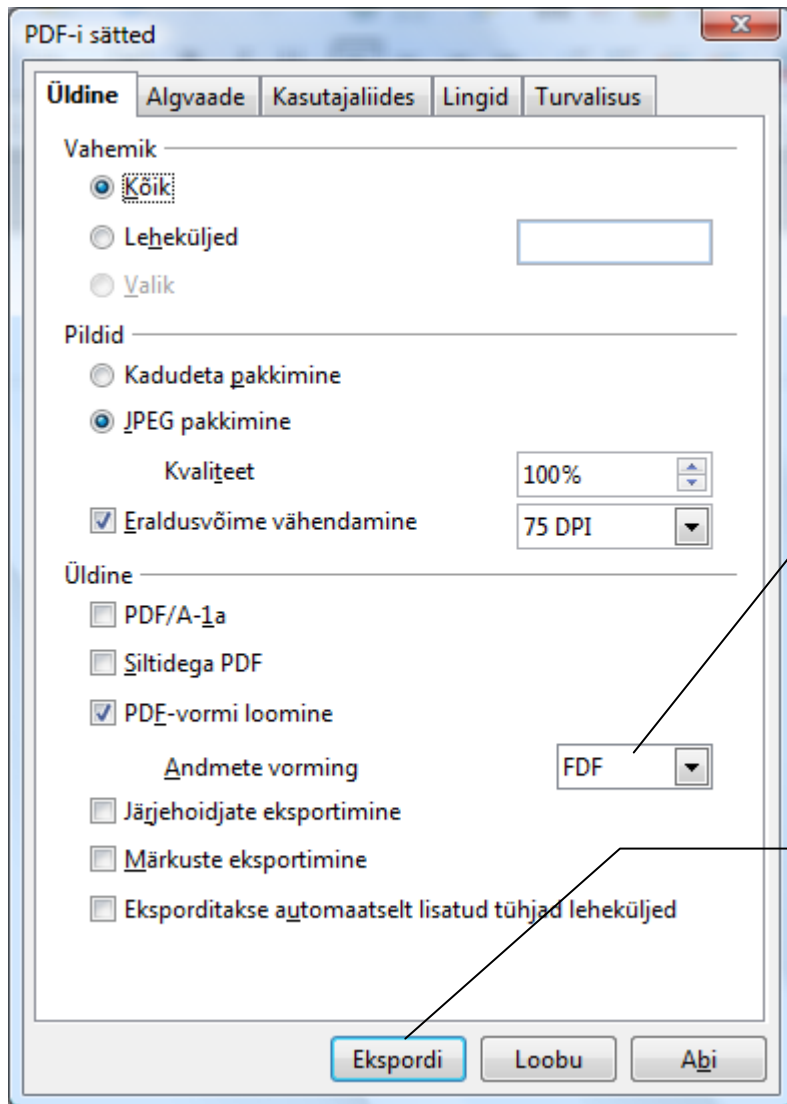 PDF-i sätted
Üldine Algvaade Kasutajaliides Lingid Turvalisus
Vahemik
Kõik
Leheküljed
Valik
Pildid
Kadudeta pakkimine
JPEG pakkimine
Kvaliteet 100%
Eraldusvõime vähendamine 75 DPI
Üldine
PDF/A-1a
Siltidega PDF
PDF-vormi loomine
Andmete vorming FDF
Järjehoidjate eksportimine
Märkuste eksportimine
Eksporditakse automaatselt lisatud tühjad leheküljed
Ekspordi Loobu Abi